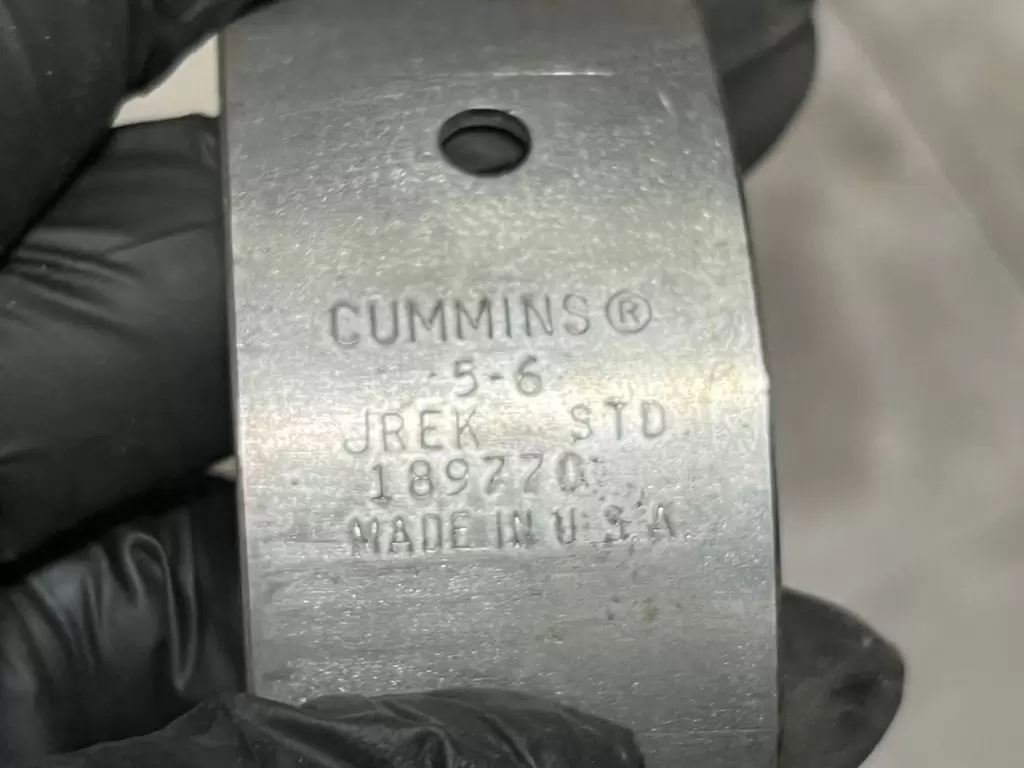 CUMMINS®
5-6
JREK STD
189770
MADE IN U.S.A.